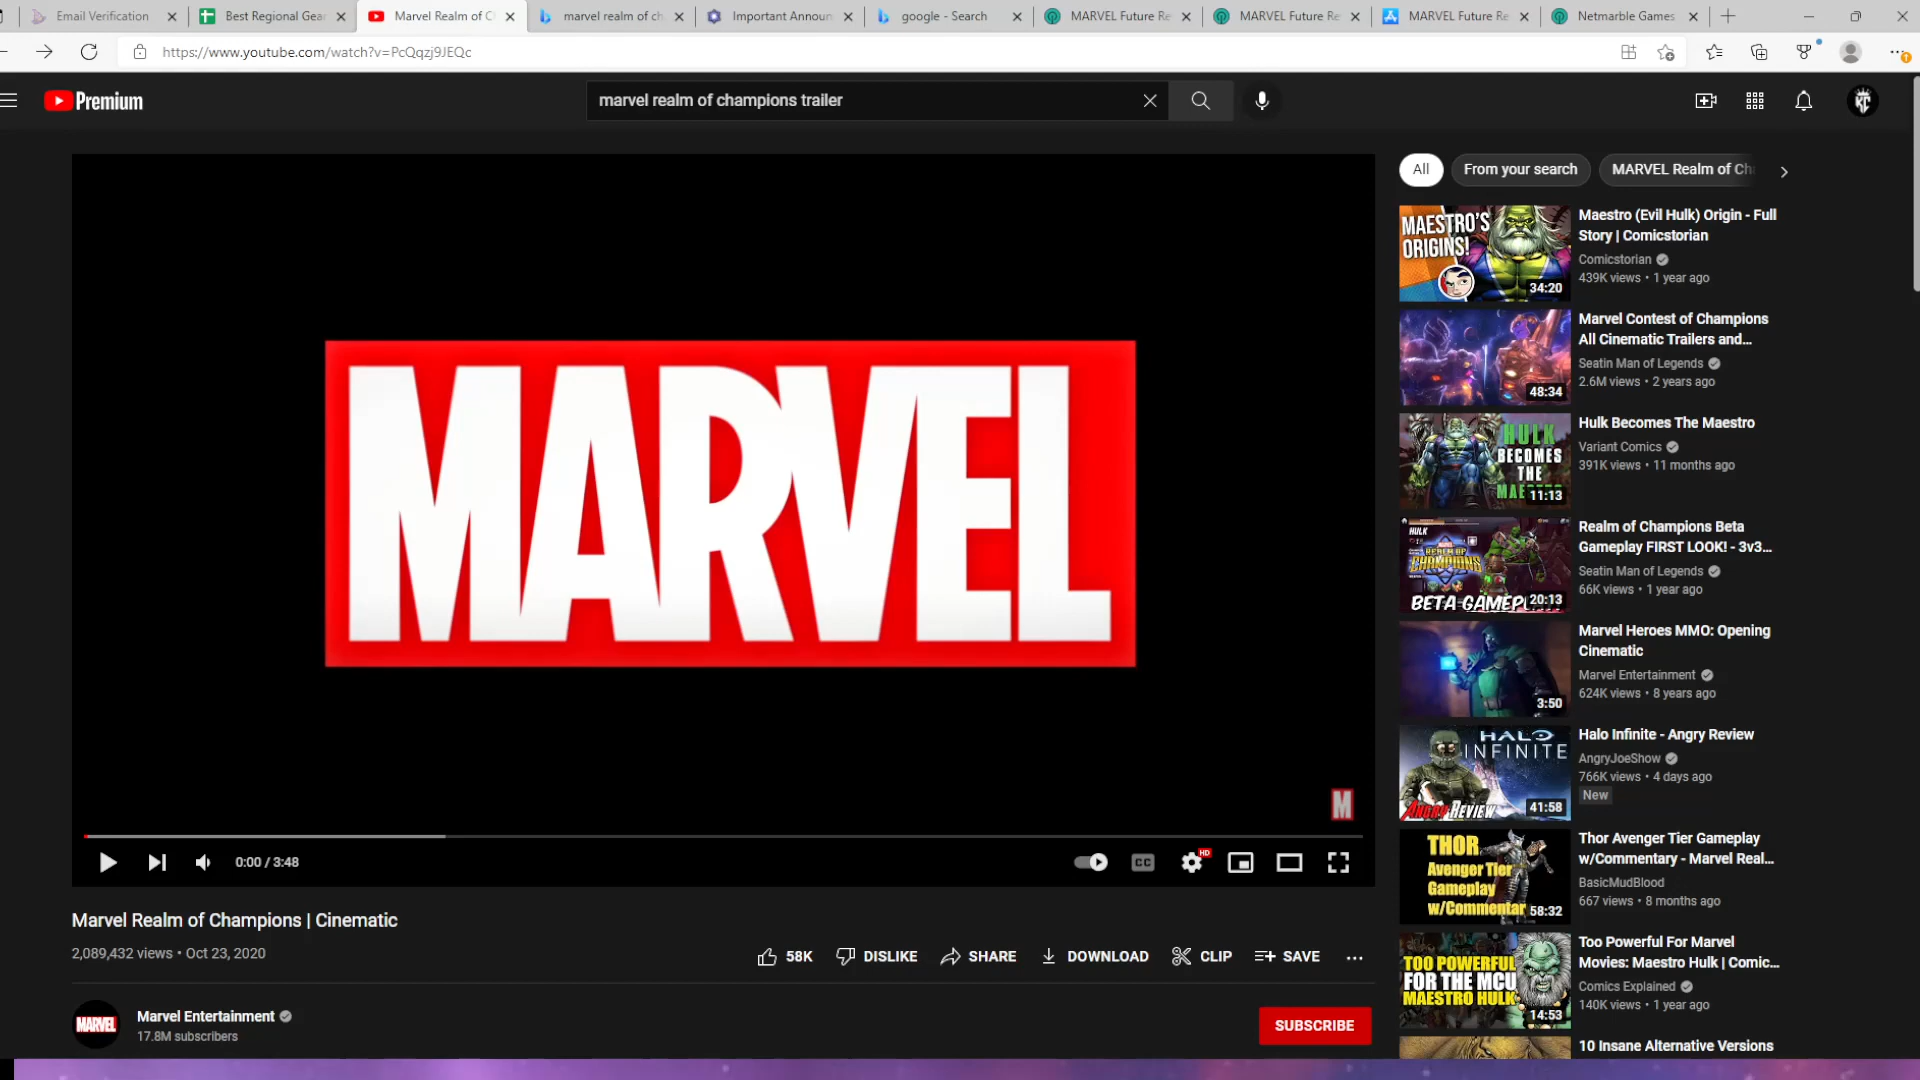 Email Verification
Best Regional Gear
Marvel Realm of C
marvel realm of ch
Important Announ
google - Search
MARVEL Future Re
MARVEL Future Re
MARVEL Future Re
Netmarble Games
https://www.youtube.com/watch?v=PcQqzj9JEQc
Premium
marvel realm of champions trailer
KC
MARVEL
M
0:00 / 3:48
CC
HD
Marvel Realm of Champions | Cinematic
2,089,432 views • Oct 23, 2020
58K
DISLIKE
SHARE
DOWNLOAD
CLIP
SAVE
MARVEL
Marvel Entertainment
17.8M subscribers
SUBSCRIBE
All
From your search
MARVEL Realm of Ch
MAESTRO'S
ORIGINS!
34:20
Maestro (Evil Hulk) Origin - Full
Story | Comicstorian
Comicstorian
439K views • 1 year ago
48:34
Marvel Contest of Champions
All Cinematic Trailers and...
Seatin Man of Legends
2.6M views • 2 years ago
HULK
BECOMES
THE
MAE
11:13
Hulk Becomes The Maestro
Variant Comics
391K views • 11 months ago
HULK
REALM OF
CHAMPIONS
BETA GAMEPL
20:13
Realm of Champions Beta
Gameplay FIRST LOOK! - 3v3...
Seatin Man of Legends
66K views • 1 year ago
3:50
Marvel Heroes MMO: Opening
Cinematic
Marvel Entertainment
624K views • 8 years ago
HALO
INFINITE
ANGRY REVIEW
41:58
Halo Infinite - Angry Review
AngryJoeShow
766K views • 4 days ago
New
THOR
Avenger Tier
Gameplay
w/Commentar
58:32
Thor Avenger Tier Gameplay
w/Commentary - Marvel Real...
BasicMudBlood
667 views • 8 months ago
TOO POWERFUL
FOR THE MCU
MAESTRO HULK
14:53
Too Powerful For Marvel
Movies: Maestro Hulk | Comic...
Comics Explained
140K views • 1 year ago
10 Insane Alternative Versions